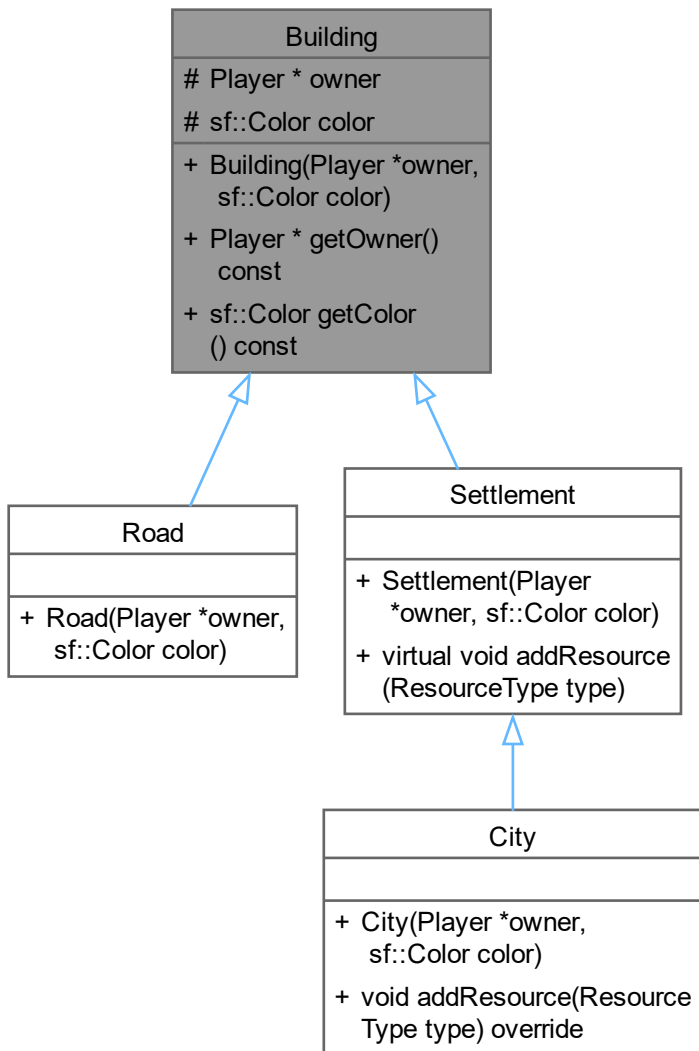 Building
# Player * owner
# sf::Color color
+ Building(Player *owner,
sf::Color color)
+ Player * getOwner()
const
+ sf::Color getColor
() const
Road
+ Road(Player *owner,
sf::Color color)
Settlement
+ Settlement(Player
*owner, sf::Color color)
+ virtual void addResource
(ResourceType type)
City
+ City(Player *owner,
sf::Color color)
+ void addResource(Resource
Type type) override